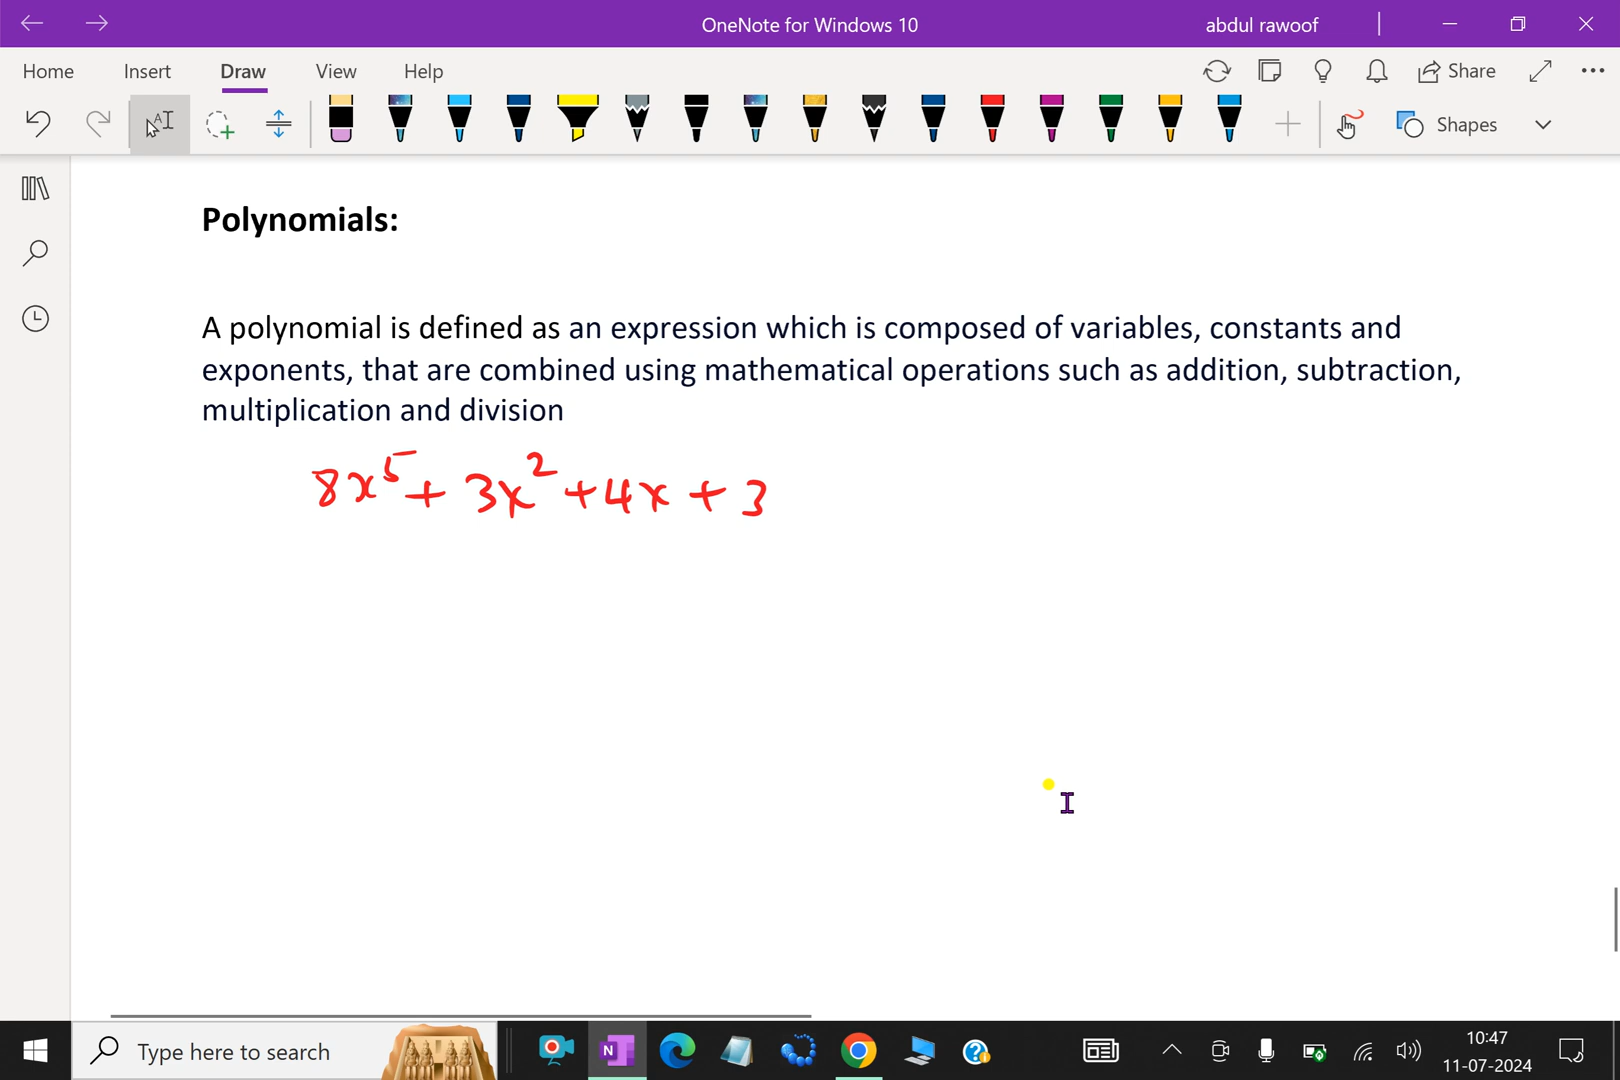 OneNote for Windows 10
abdul rawoof
Home Insert Draw View Help
Share
Shapes
Polynomials:
A polynomial is defined as an expression which is composed of variables, constants and
exponents, that are combined using mathematical operations such as addition, subtraction,
multiplication and division
8x⁵ + 3x² + 4x + 3
Type here to search
10:47
11-07-2024